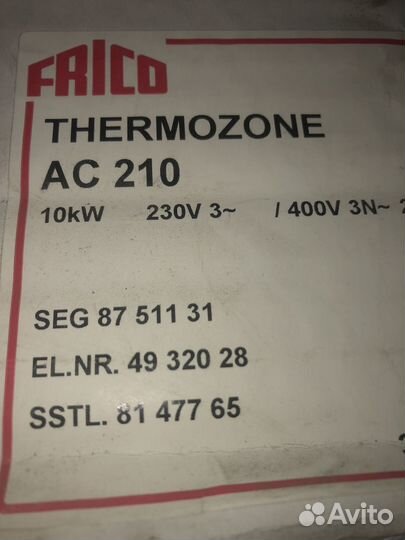 FRICO
THERMOZONE
AC 210
10kW 230V 3~ / 400V 3N~
SEG 87 511 31
EL.NR. 49 320 28
SSTL. 81 477 65
Avito